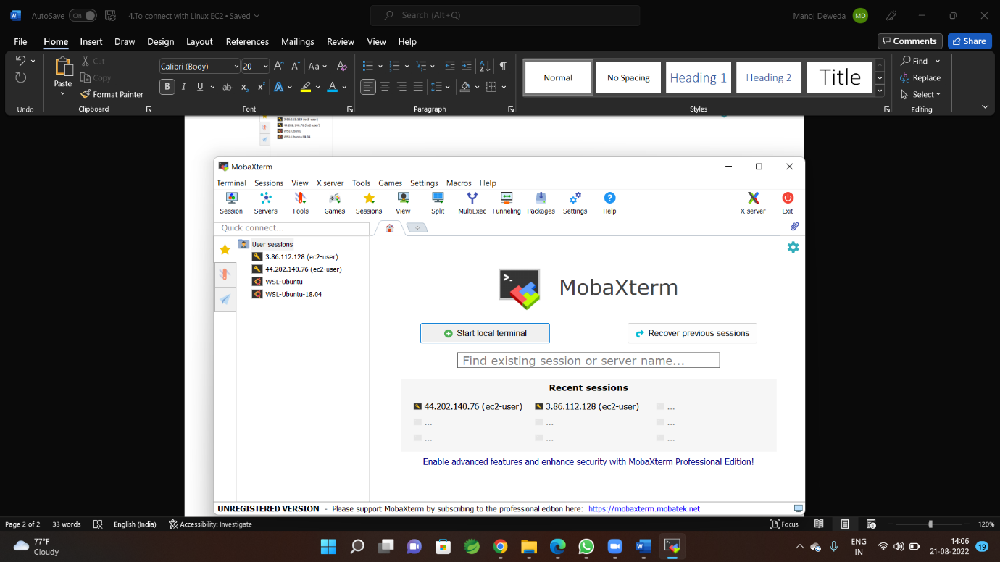 AutoSave On 4.To connect with Linux EC2 • Saved Search (Alt+Q) Manoj Deweda MD
File Home Insert Draw Design Layout References Mailings Review View Help Comments Share
Paste Cut Copy Format Painter
Calibri (Body) 20 Aa
B I U ab x₂ x² A A
Normal No Spacing Heading 1 Heading 2 Title
Find Replace Select
Undo Clipboard Font Paragraph Styles Editing
3.86.112.128 (ec2-user)
44.202.140.76 (ec2-user)
WSL-Ubuntu
WSL-Ubuntu-18.04
MobaXterm
Terminal Sessions View X server Tools Games Settings Macros Help
Session Servers Tools Games Sessions View Split MultiExec Tunneling Packages Settings Help X server Exit
Quick connect...
User sessions
3.86.112.128 (ec2-user)
44.202.140.76 (ec2-user)
WSL-Ubuntu
WSL-Ubuntu-18.04
MobaXterm
Start local terminal Recover previous sessions
Find existing session or server name...
Recent sessions
44.202.140.76 (ec2-user) 3.86.112.128 (ec2-user) ...
... ... ...
... ... ...
Enable advanced features and enhance security with MobaXterm Professional Edition!
UNREGISTERED VERSION - Please support MobaXterm by subscribing to the professional edition here: https://mobaxterm.mobatek.net
Page 2 of 2 33 words English (India) Accessibility: Investigate Focus 120%
77°F
Cloudy
ENG
IN
14:06
21-08-2022
19